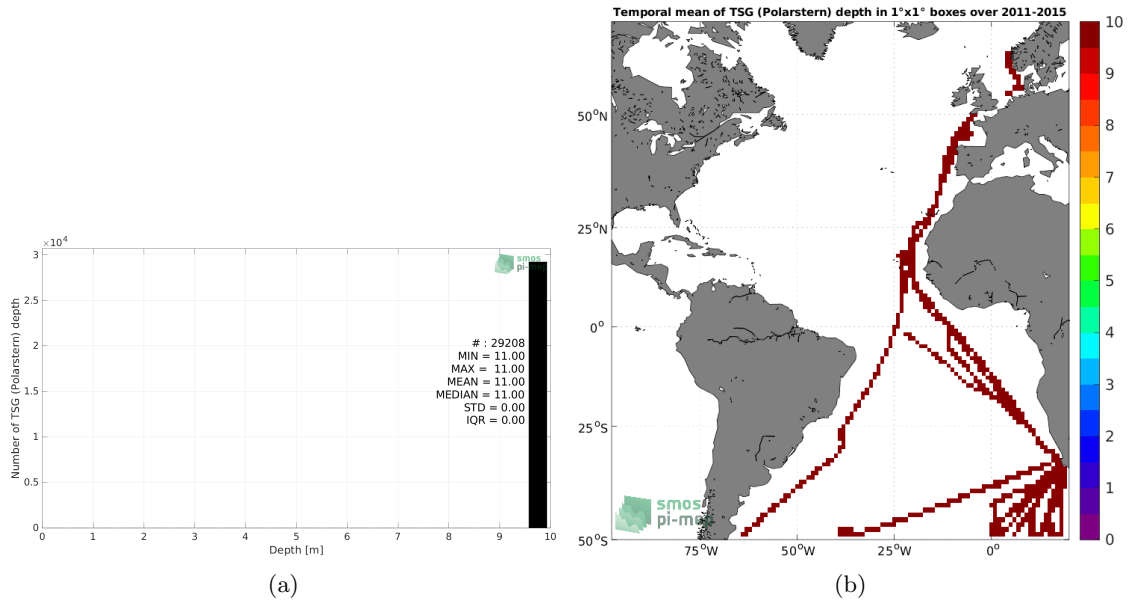 Temporal mean of TSG (Polarstern) depth in 1°x1° boxes over 2011-2015
×10⁴
3
2.5
2
1.5
1
0.5
0
Number of TSG (Polarstern) depth
smos
pi-map
# : 29208
MIN = 11.00
MAX = 11.00
MEAN = 11.00
MEDIAN = 11.00
STD = 0.00
IQR = 0.00
0 1 2 3 4 5 6 7 8 9 10
Depth [m]
(a)
50°N
25°N
0°
25°S
50°S
75°W 50°W 25°W 0°
smos
pi-map
10
9
8
7
6
5
4
3
2
1
0
(b)